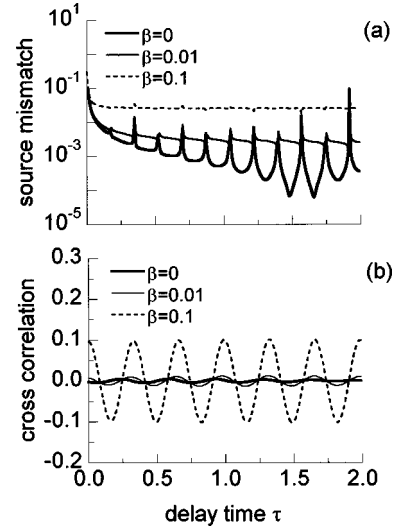 (a)
β=0
β=0.01
β=0.1
source mismatch
10⁻¹
10⁻³
10⁻⁵
(b)
β=0
β=0.01
β=0.1
cross correlation
0.3
0.2
0.1
0.0
-0.1
-0.2
0.0 0.5 1.0 1.5 2.0
delay time τ